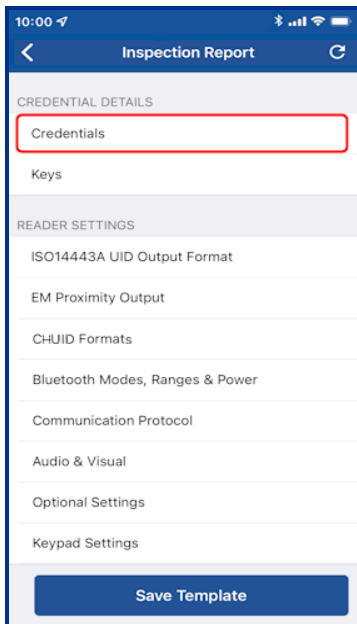 10:00
Inspection Report
CREDENTIAL DETAILS
Credentials
Keys
READER SETTINGS
ISO14443A UID Output Format
EM Proximity Output
CHUID Formats
Bluetooth Modes, Ranges & Power
Communication Protocol
Audio & Visual
Optional Settings
Keypad Settings
Save Template